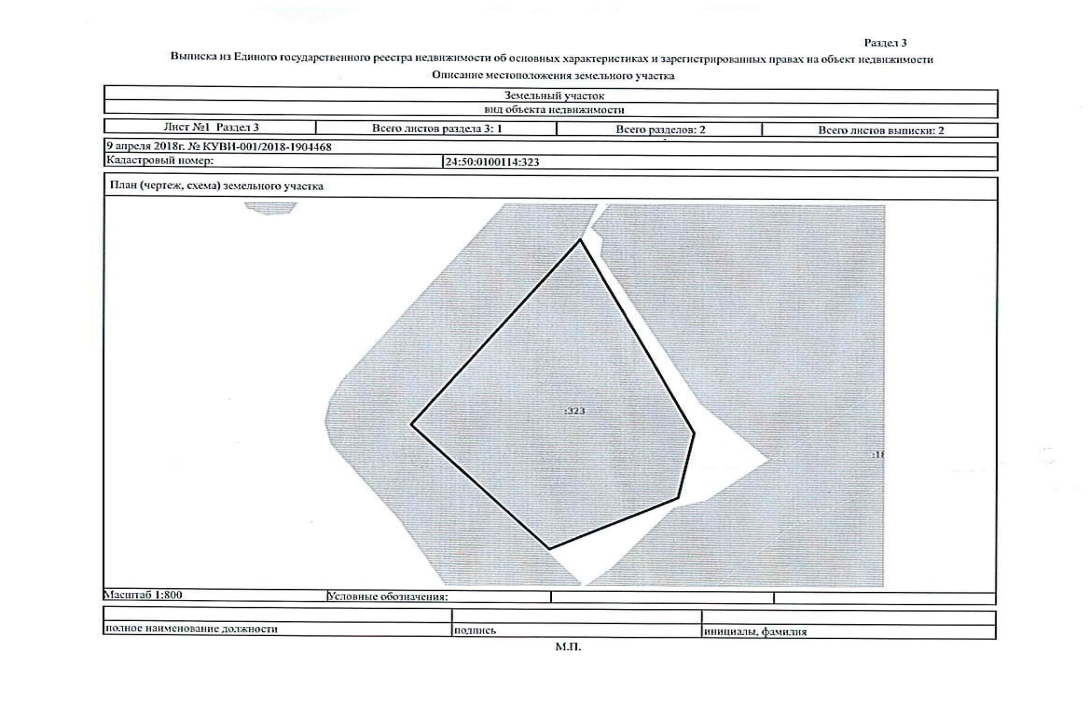 Раздел 3
Выписка из Единого государственного реестра недвижимости об основных характеристиках и зарегистрированных правах на объект недвижимости
Описание местоположения земельного участка
Земельный участок
вид объекта недвижимости
Лист №1 Раздел 3 Всего листов раздела 3: 1 Всего разделов: 2 Всего листов выписки: 2
9 апреля 2018г. № КУВИ-001/2018-1904468
Кадастровый номер: 24:50:0100114:323
План (чертеж, схема) земельного участка
:323
:18
Масштаб 1:800 Условные обозначения:
полное наименование должности подпись инициалы, фамилия
М.П.